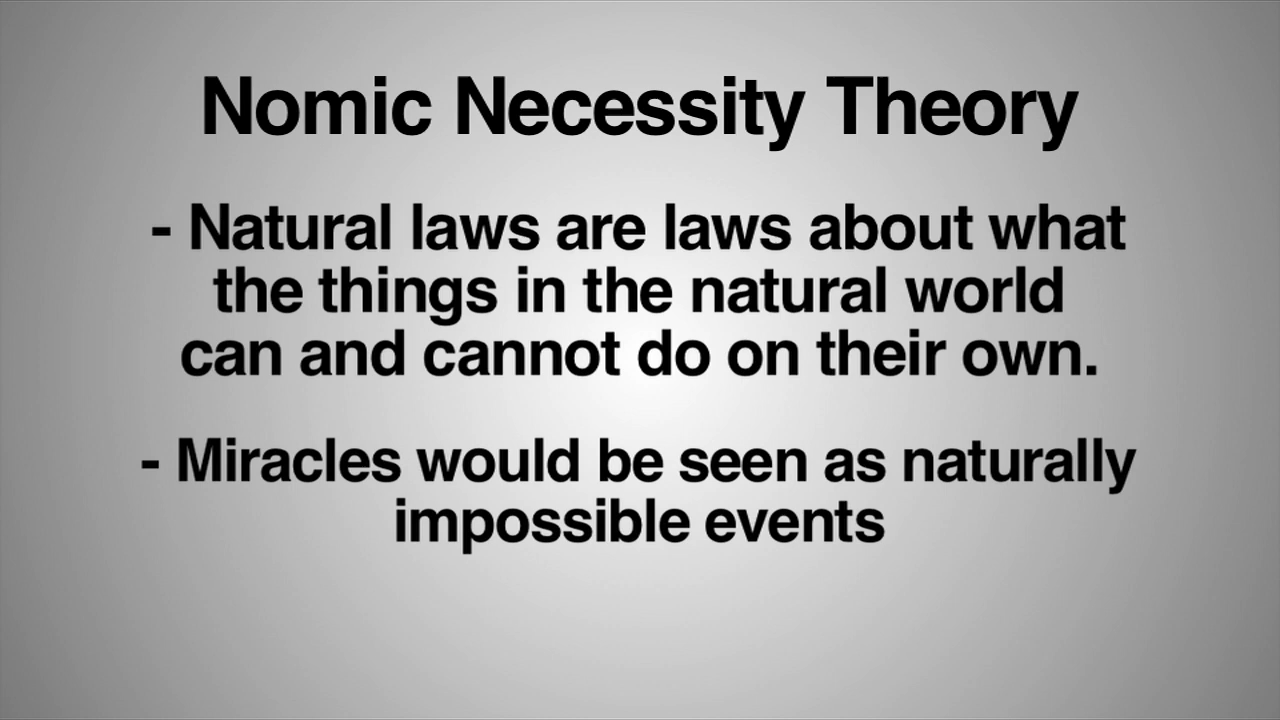 Nomic Necessity Theory
- Natural laws are laws about what
the things in the natural world
can and cannot do on their own.
- Miracles would be seen as naturally
impossible events